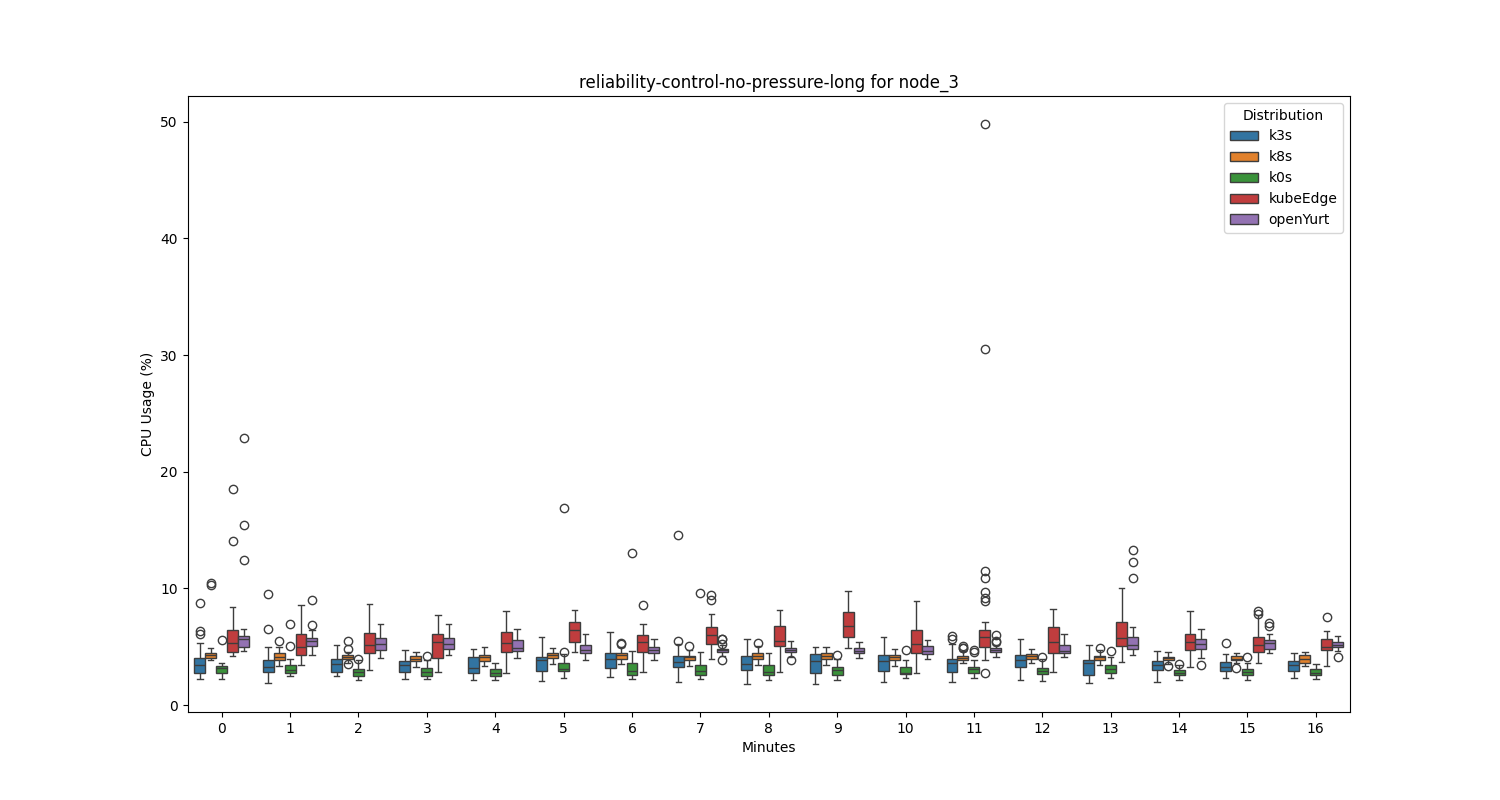 reliability-control-no-pressure-long for node_3
Distribution
k3s
k8s
k0s
kubeEdge
openYurt
CPU Usage (%)
50
40
30
20
10
0
0 1 2 3 4 5 6 7 8 9 10 11 12 13 14 15 16
Minutes